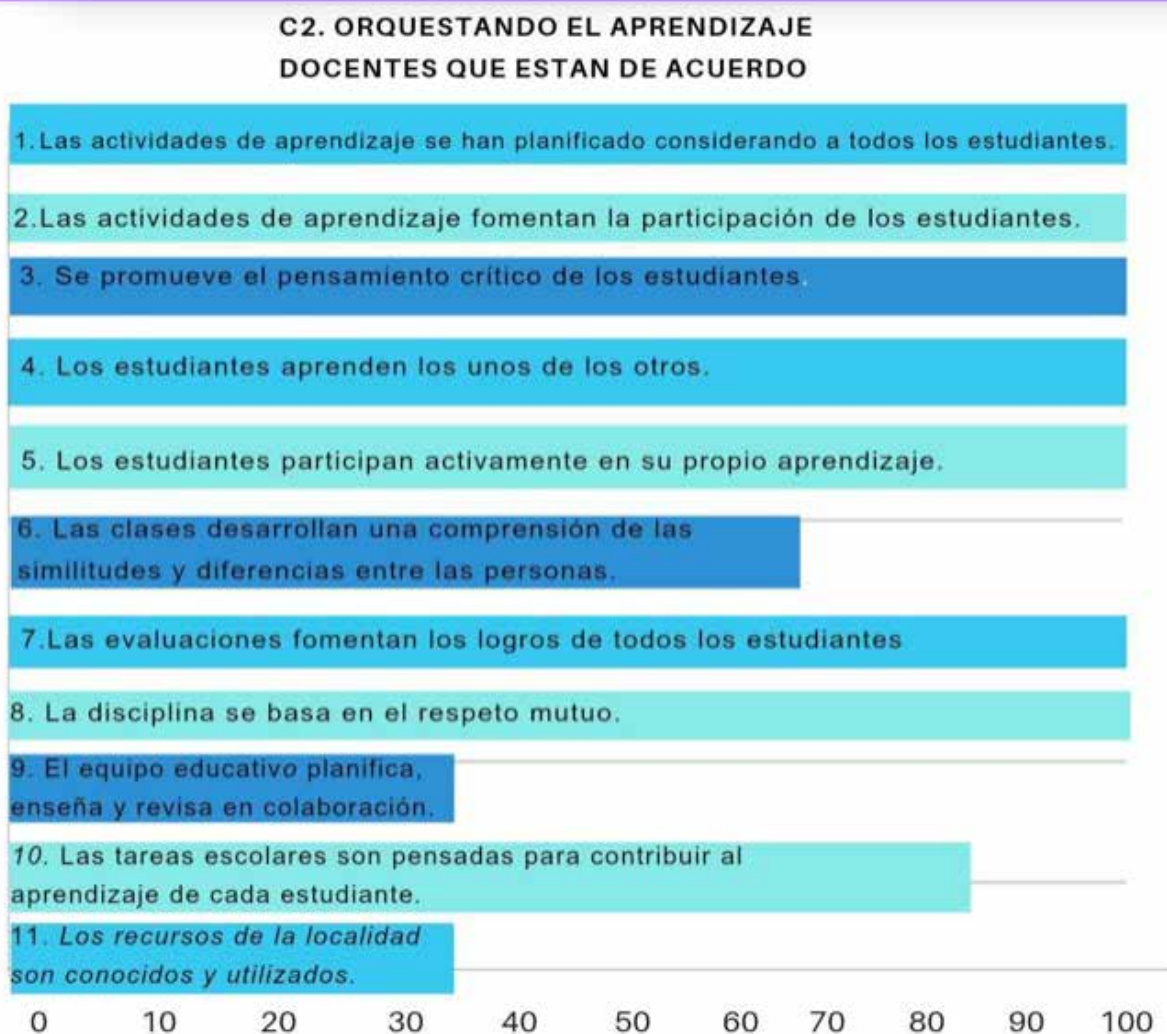 C2. ORQUESTANDO EL APRENDIZAJE
DOCENTES QUE ESTAN DE ACUERDO
1.Las actividades de aprendizaje se han planificado considerando a todos los estudiantes.
2.Las actividades de aprendizaje fomentan la participación de los estudiantes.
3. Se promueve el pensamiento crítico de los estudiantes.
4. Los estudiantes aprenden los unos de los otros.
5. Los estudiantes participan activamente en su propio aprendizaje.
6. Las clases desarrollan una comprensión de las
similitudes y diferencias entre las personas.
7.Las evaluaciones fomentan los logros de todos los estudiantes
8. La disciplina se basa en el respeto mutuo.
9. El equipo educativo planifica,
enseña y revisa en colaboración.
10. Las tareas escolares son pensadas para contribuir al
aprendizaje de cada estudiante.
11. Los recursos de la localidad
son conocidos y utilizados.
0 10 20 30 40 50 60 70 80 90 100